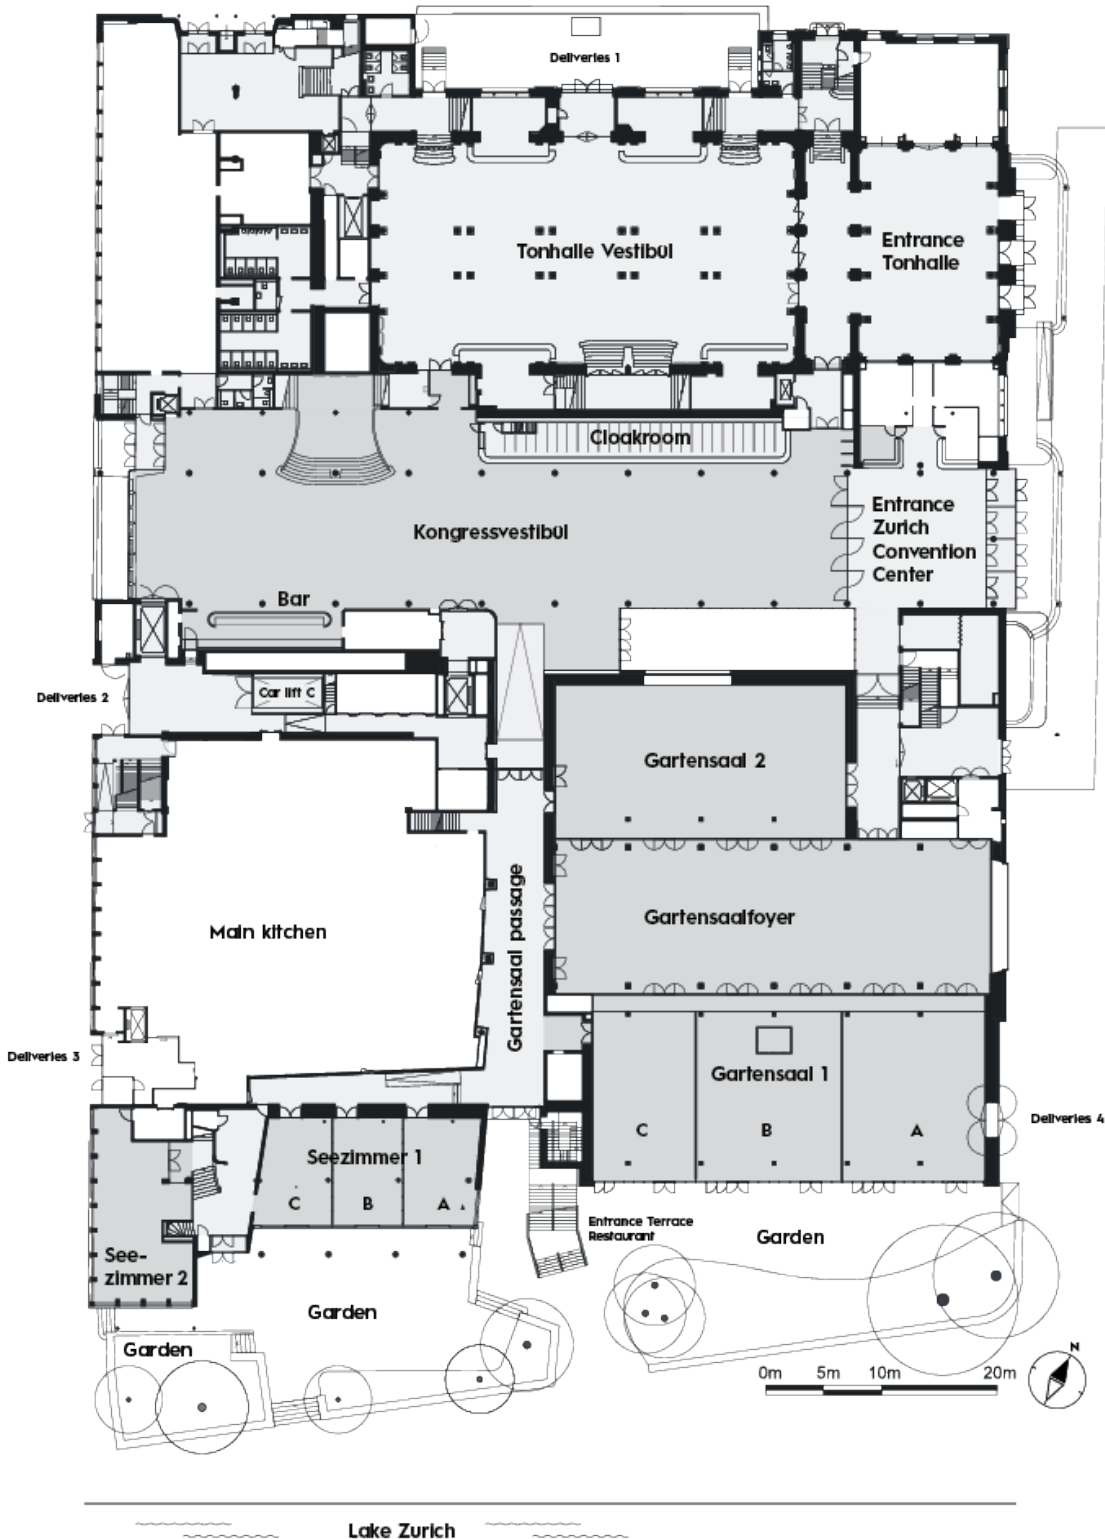 Deliveries 1
Tonhalle Vestibül
Entrance
Tonhalle
Cloakroom
Kongressvestibül
Entrance
Zurich
Convention
Center
Bar
Deliveries 2
Car lift C
Gartensaal 2
Gartensaal passage
Gartensaalfoyer
Main kitchen
Deliveries 3
Gartensaal 1
C
B
A
Deliveries 4
Seezimmer 1
C
B
A
See-
zimmer 2
Entrance Terrace
Restaurant
Garden
Garden
Garden
0m
5m
10m
20m
N
Lake Zurich